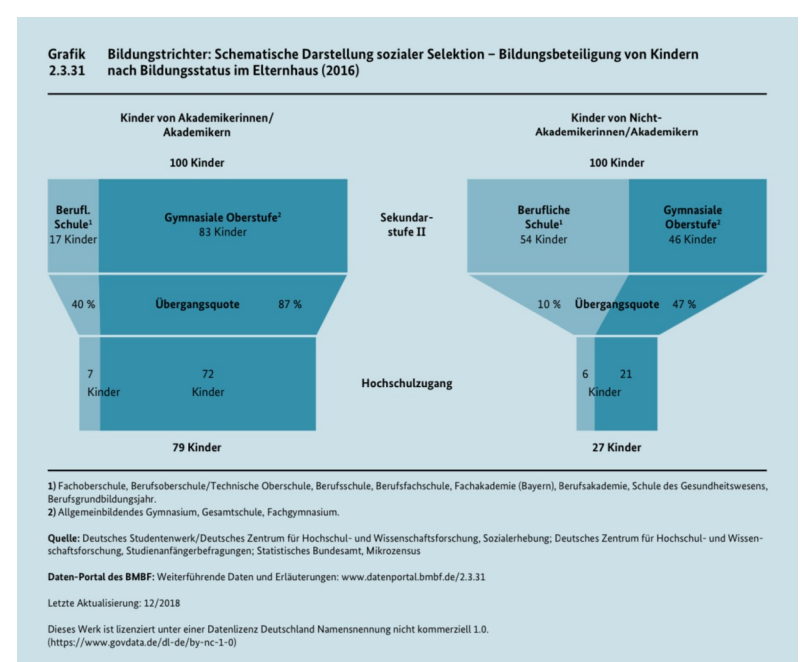 Grafik 2.3.31
Bildungstrichter: Schematische Darstellung sozialer Selektion – Bildungsbeteiligung von Kindern
nach Bildungsstatus im Elternhaus (2016)
Kinder von Akademikerinnen/
Akademikern
100 Kinder
Kinder von Nicht-
Akademikerinnen/Akademikern
100 Kinder
Berufl.
Schule¹
17 Kinder
Gymnasiale Oberstufe²
83 Kinder
Sekundar-
stufe II
Berufliche
Schule¹
54 Kinder
Gymnasiale
Oberstufe²
46 Kinder
40 % Übergangsquote 87 %
10 % Übergangsquote 47 %
7
Kinder
72
Kinder
Hochschulzugang
6 21
Kinder
79 Kinder
27 Kinder
1) Fachoberschule, Berufsoberschule/Technische Oberschule, Berufsschule, Berufsfachschule, Fachakademie (Bayern), Berufsakademie, Schule des Gesundheitswesens,
Berufsgrundbildungsjahr.
2) Allgemeinbildendes Gymnasium, Gesamtschule, Fachgymnasium.
Quelle: Deutsches Studentenwerk/Deutsches Zentrum für Hochschul- und Wissenschaftsforschung, Sozialerhebung; Deutsches Zentrum für Hochschul- und Wissen-
schaftsforschung, Studienanfängerbefragungen; Statistisches Bundesamt, Mikrozensus
Daten-Portal des BMBF: Weiterführende Daten und Erläuterungen: www.datenportal.bmbf.de/2.3.31
Letzte Aktualisierung: 12/2018
Dieses Werk ist lizenziert unter einer Datenlizenz Deutschland Namensnennung nicht kommerziell 1.0.
(https://www.govdata.de/dl-de/by-nc-1-0)